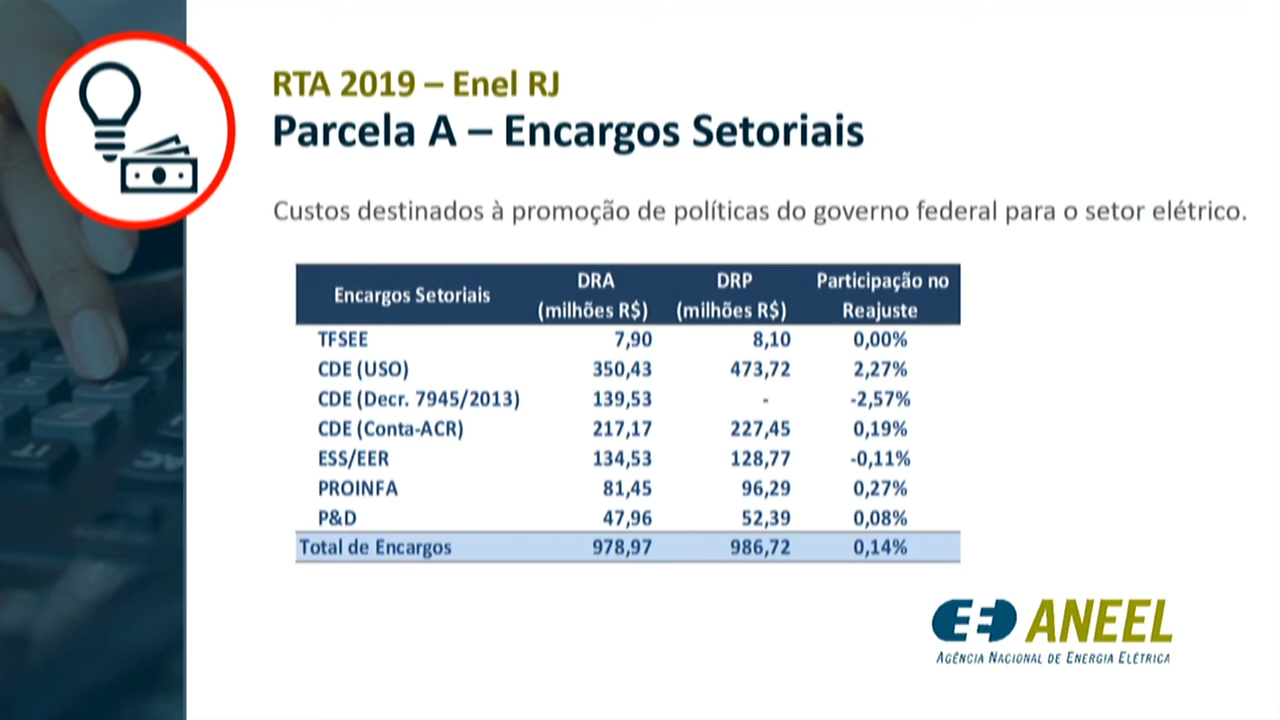 RTA 2019 – Enel RJ
Parcela A – Encargos Setoriais
Custos destinados à promoção de políticas do governo federal para o setor elétrico.
Encargos Setoriais DRA (milhões R$) DRP (milhões R$) Participação no Reajuste
TFSEE 7,90 8,10 0,00%
CDE (USO) 350,43 473,72 2,27%
CDE (Decr. 7945/2013) 139,53 - -2,57%
CDE (Conta-ACR) 217,17 227,45 0,19%
ESS/EER 134,53 128,77 -0,11%
PROINFA 81,45 96,29 0,27%
P&D 47,96 52,39 0,08%
Total de Encargos 978,97 986,72 0,14%
ANEEL
AGÊNCIA NACIONAL DE ENERGIA ELÉTRICA